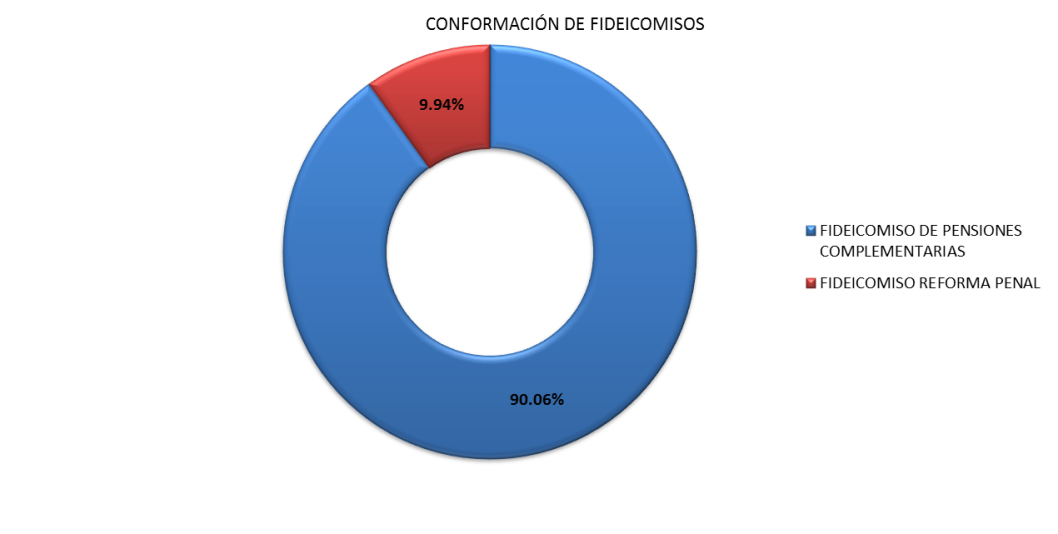 CONFORMACIÓN DE FIDEICOMISOS
9.94%
90.06%
FIDEICOMISO DE PENSIONES
COMPLEMENTARIAS
FIDEICOMISO REFORMA PENAL